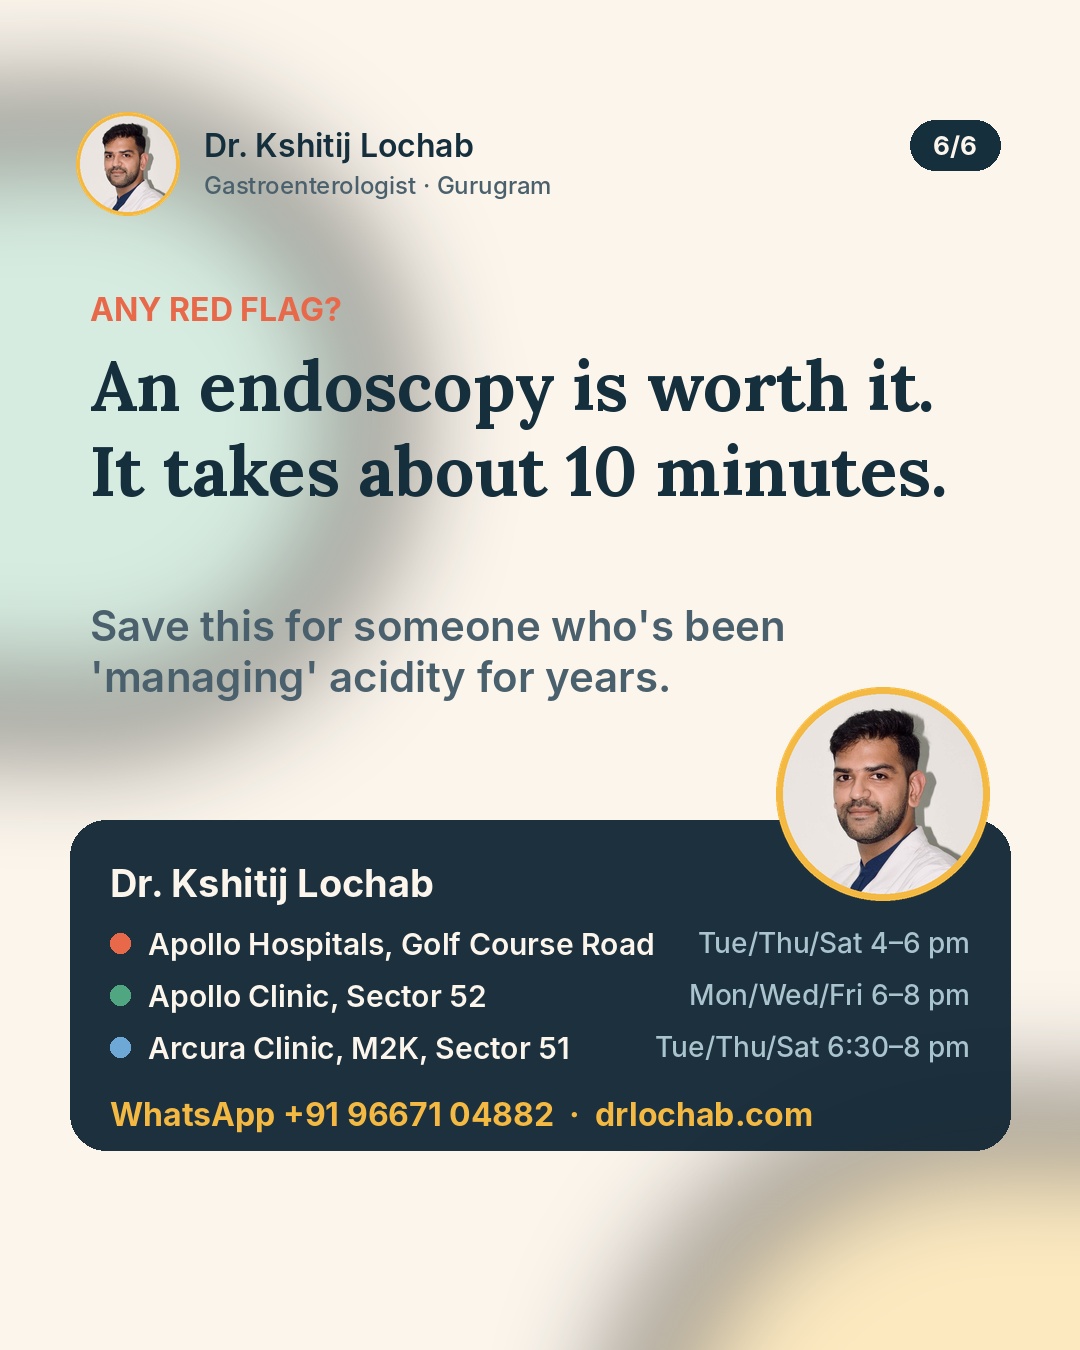 Dr. Kshitij Lochab
Gastroenterologist · Gurugram
6/6
ANY RED FLAG?
An endoscopy is worth it.
It takes about 10 minutes.
Save this for someone who's been
'managing' acidity for years.
Dr. Kshitij Lochab
Apollo Hospitals, Golf Course Road Tue/Thu/Sat 4–6 pm
Apollo Clinic, Sector 52 Mon/Wed/Fri 6–8 pm
Arcura Clinic, M2K, Sector 51 Tue/Thu/Sat 6:30–8 pm
WhatsApp +91 96671 04882 · drlochab.com